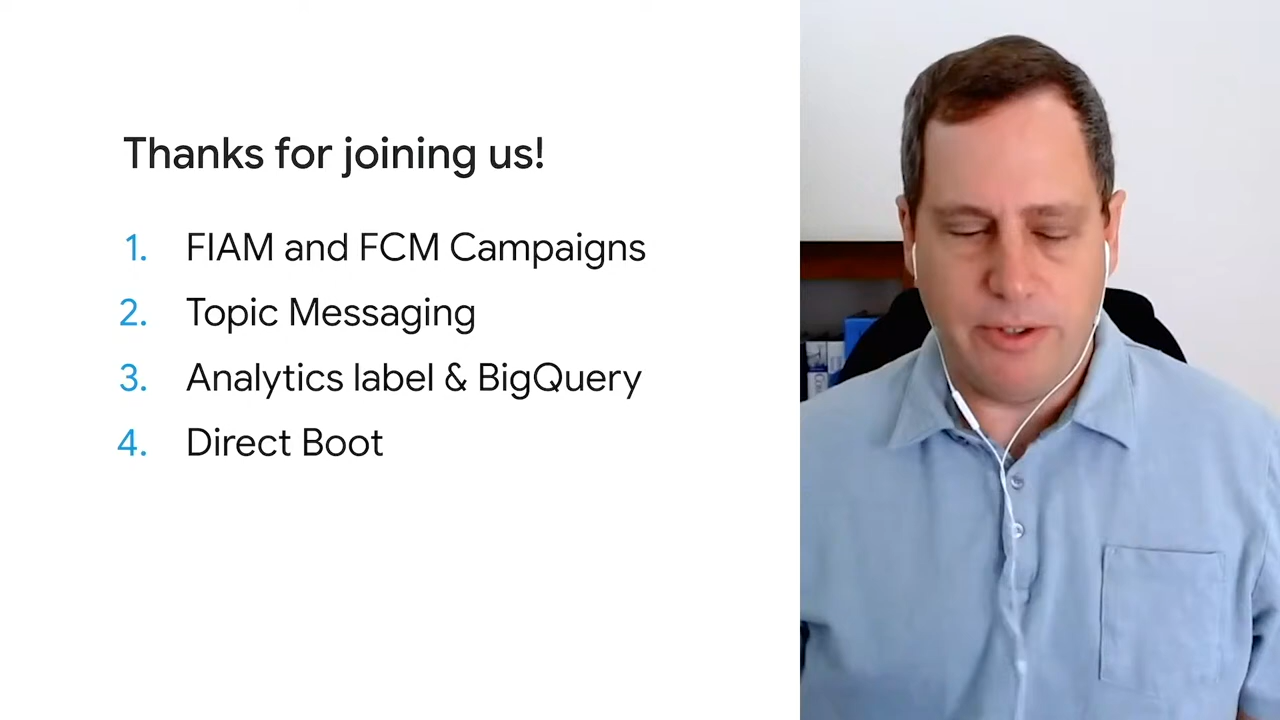 Thanks for joining us!
1. FIAM and FCM Campaigns
2. Topic Messaging
3. Analytics label & BigQuery
4. Direct Boot